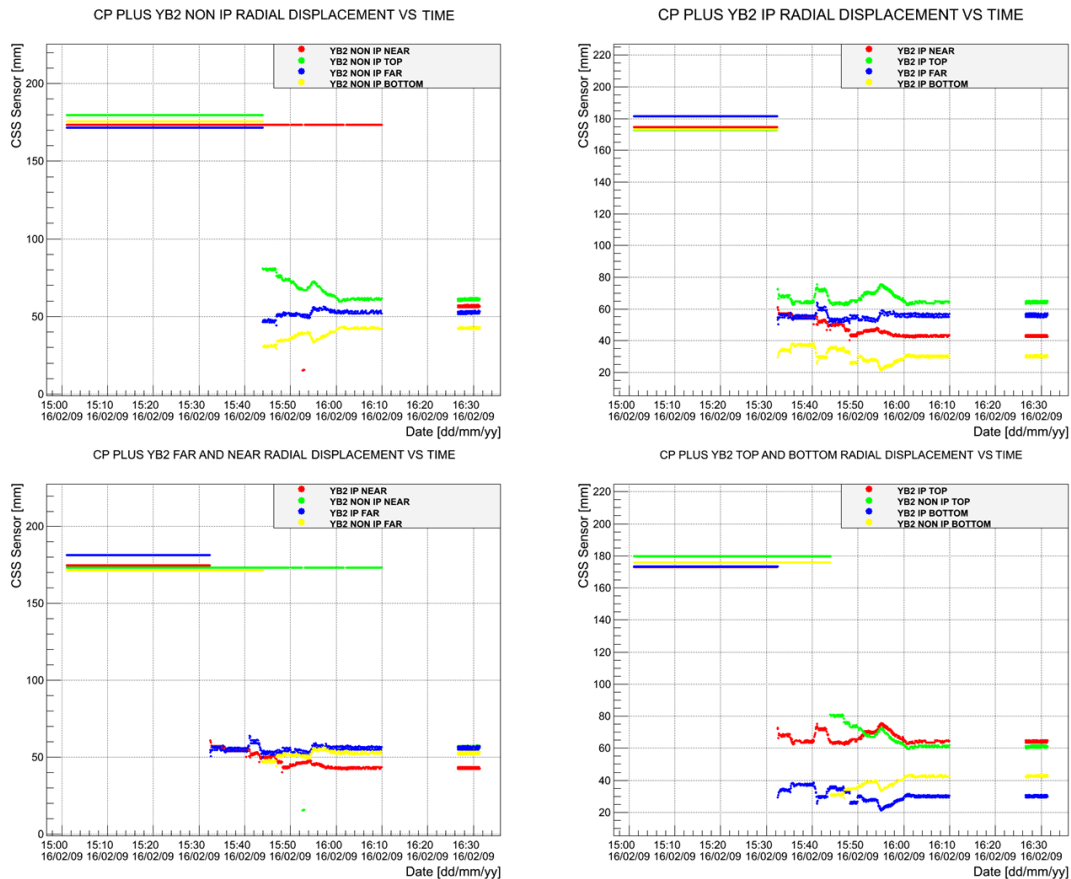 CP PLUS YB2 NON IP RADIAL DISPLACEMENT VS TIME
CSS Sensor [mm]
YB2 NON IP NEAR
YB2 NON IP TOP
YB2 NON IP FAR
YB2 NON IP BOTTOM
200
150
100
50
0
15:00 15:10 15:20 15:30 15:40 15:50 16:00 16:10 16:20 16:30
16/02/09 16/02/09 16/02/09 16/02/09 16/02/09 16/02/09 16/02/09 16/02/09 16/02/09 16/02/09
Date [dd/mm/yy]
CP PLUS YB2 IP RADIAL DISPLACEMENT VS TIME
CSS Sensor [mm]
YB2 IP NEAR
YB2 IP TOP
YB2 IP FAR
YB2 IP BOTTOM
220
200
180
160
140
120
100
80
60
40
20
15:00 15:10 15:20 15:30 15:40 15:50 16:00 16:10 16:20 16:30
16/02/09 16/02/09 16/02/09 16/02/09 16/02/09 16/02/09 16/02/09 16/02/09 16/02/09 16/02/09
Date [dd/mm/yy]
CP PLUS YB2 FAR AND NEAR RADIAL DISPLACEMENT VS TIME
CSS Sensor [mm]
YB2 IP NEAR
YB2 NON IP NEAR
YB2 IP FAR
YB2 NON IP FAR
200
150
100
50
0
15:00 15:10 15:20 15:30 15:40 15:50 16:00 16:10 16:20 16:30
16/02/09 16/02/09 16/02/09 16/02/09 16/02/09 16/02/09 16/02/09 16/02/09 16/02/09 16/02/09
Date [dd/mm/yy]
CP PLUS YB2 TOP AND BOTTOM RADIAL DISPLACEMENT VS TIME
CSS Sensor [mm]
YB2 IP TOP
YB2 NON IP TOP
YB2 IP BOTTOM
YB2 NON IP BOTTOM
220
200
180
160
140
120
100
80
60
40
20
15:00 15:10 15:20 15:30 15:40 15:50 16:00 16:10 16:20 16:30
16/02/09 16/02/09 16/02/09 16/02/09 16/02/09 16/02/09 16/02/09 16/02/09 16/02/09 16/02/09
Date [dd/mm/yy]